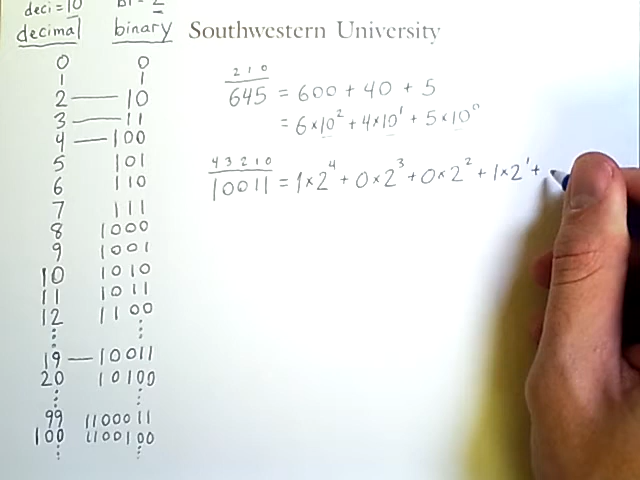 deci = 10 bi = 2
decimal binary Southwestern University
0 0
1 1
2 — 10
3 — 11
4 — 100
5 101
6 110
7 111
8 1000
9 1001
10 1010
11 1011
12 1100
⋮ ⋮
19 — 10011
20 10100
⋮ ⋮
99 1100011
100 1100100
⋮ ⋮
2 1 0
645 = 600 + 40 + 5
= 6×10² + 4×10¹ + 5×10⁰
4 3 2 1 0
10011 = 1×2⁴ + 0×2³ + 0×2² + 1×2¹ +